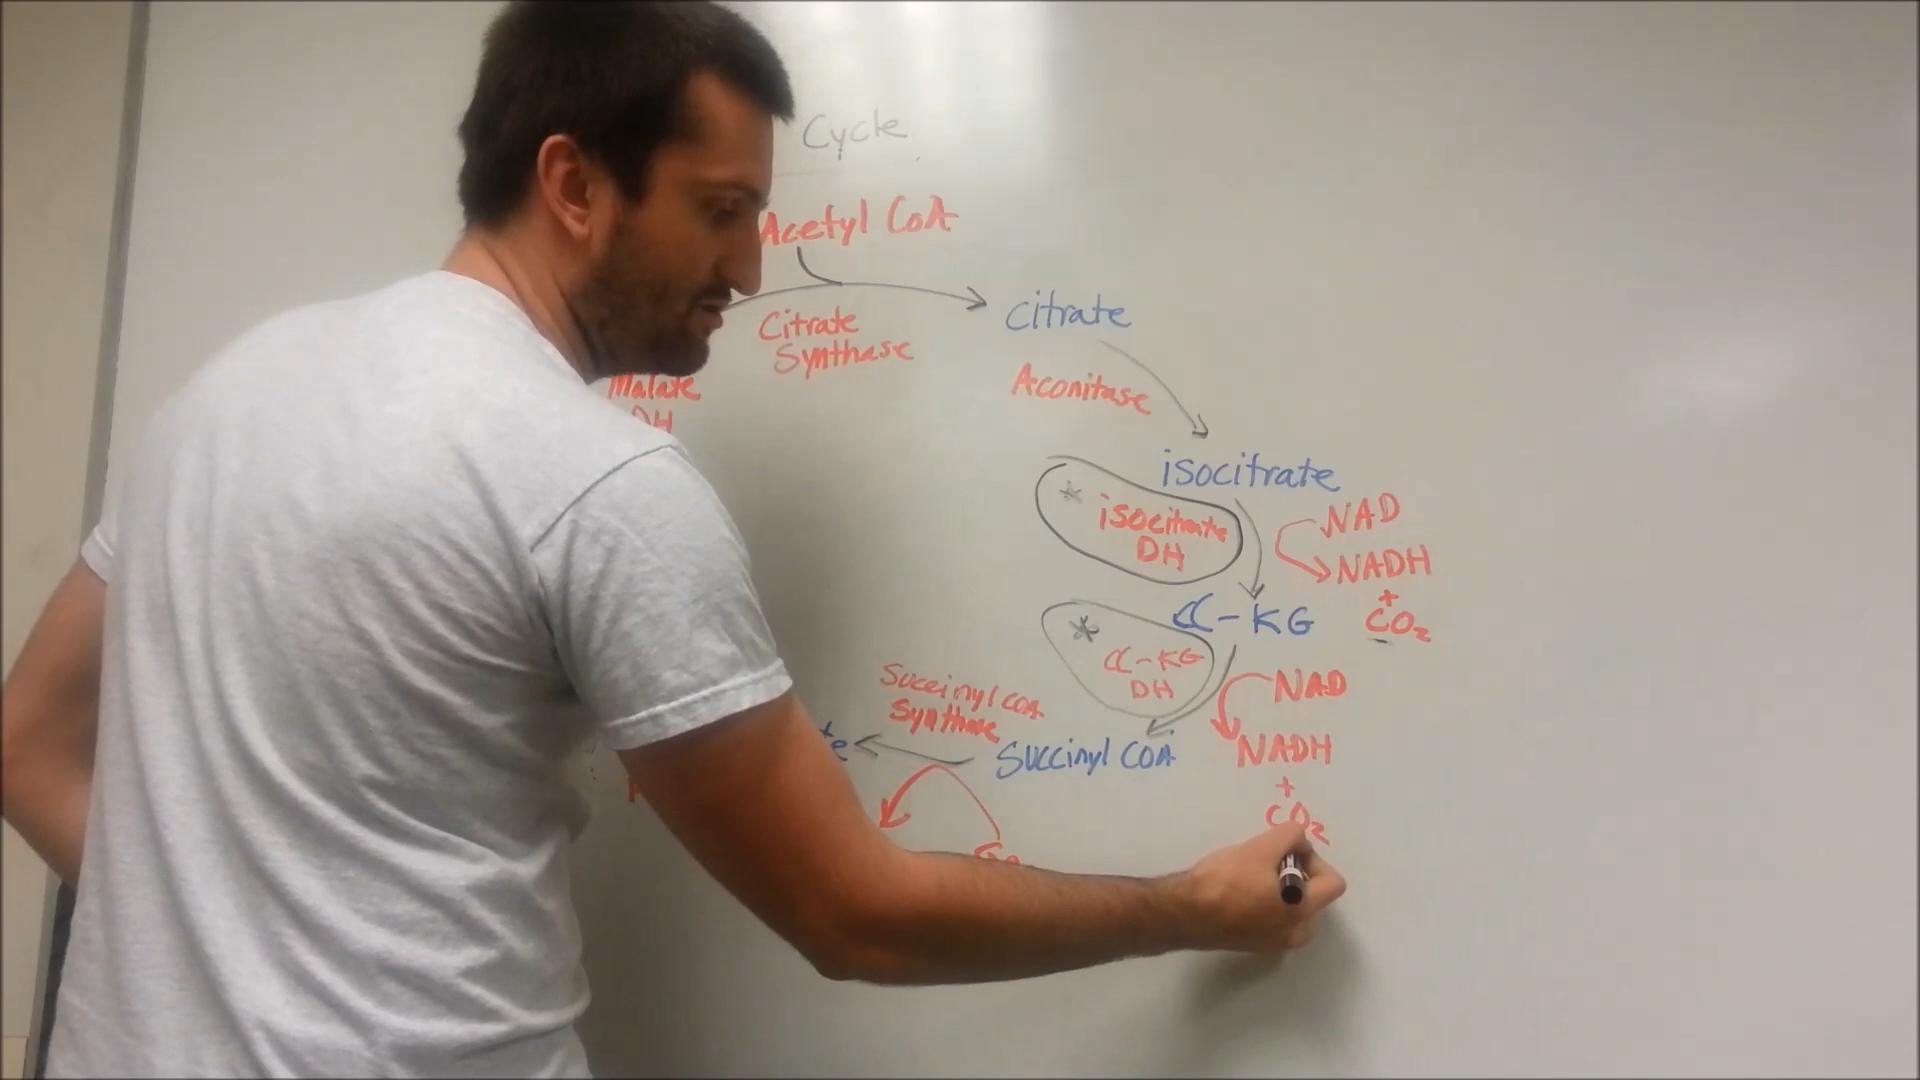 Cycle
Acetyl CoA
Citrate
Synthase
citrate
Malate
DH
Aconitase
isocitrate
* isocitrate
DH
NAD
NADH
+
CO₂
α-KG
* α-KG
DH
NAD
NADH
+
CO₂
Succinyl COA
Synthase
Succinyl COA
te